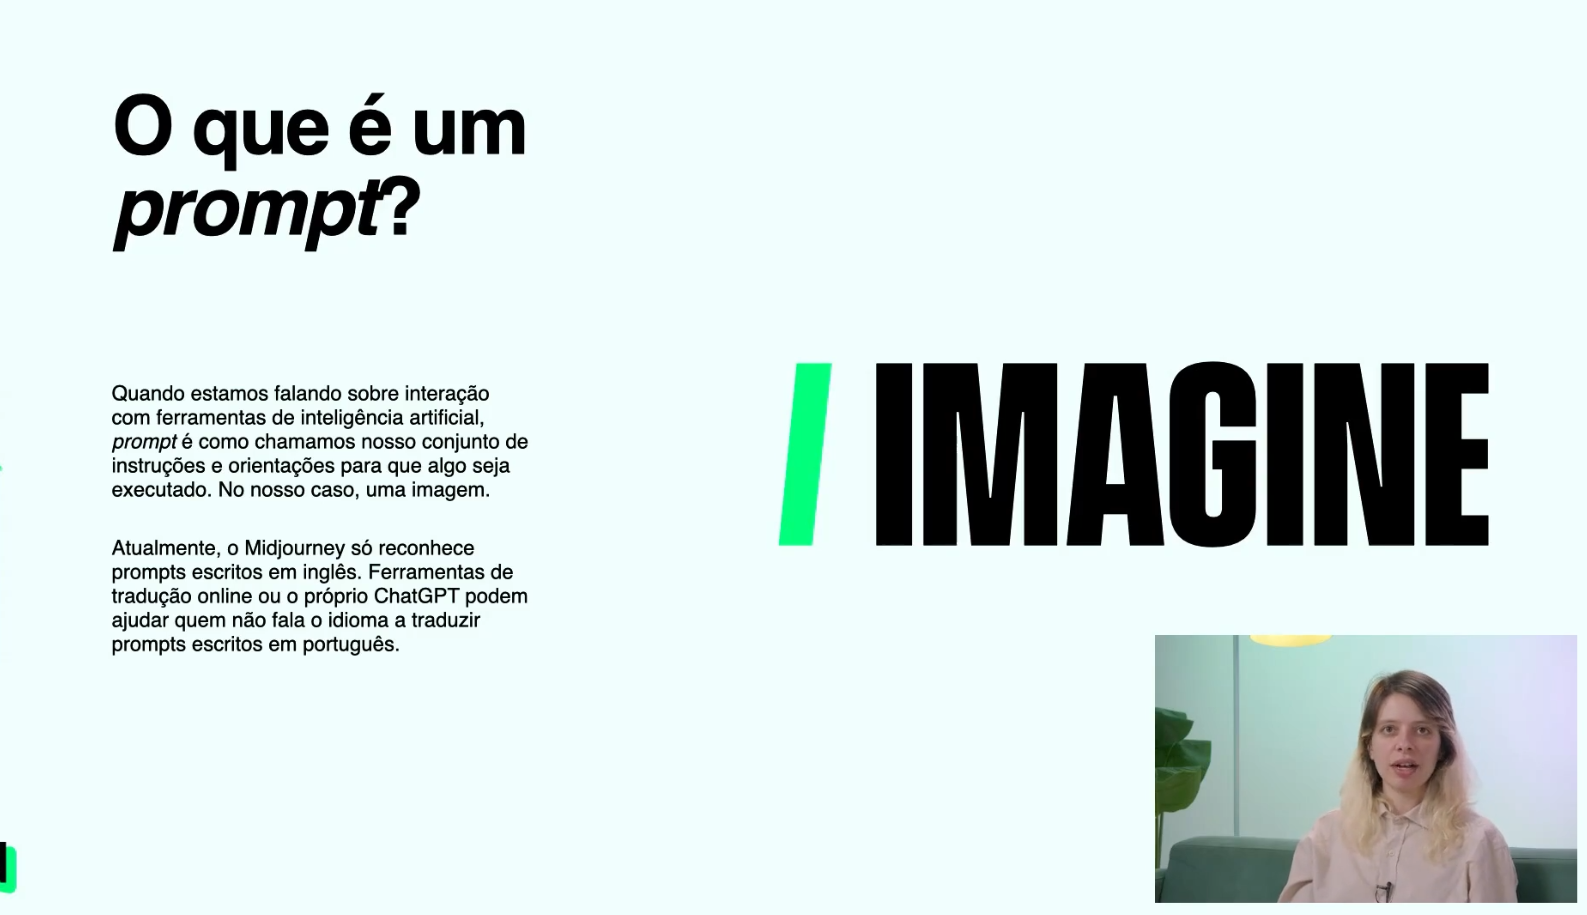 O que é um
prompt?
Quando estamos falando sobre interação
com ferramentas de inteligência artificial,
prompt é como chamamos nosso conjunto de
instruções e orientações para que algo seja
executado. No nosso caso, uma imagem.
Atualmente, o Midjourney só reconhece
prompts escritos em inglês. Ferramentas de
tradução online ou o próprio ChatGPT podem
ajudar quem não fala o idioma a traduzir
prompts escritos em português.
/ IMAGINE